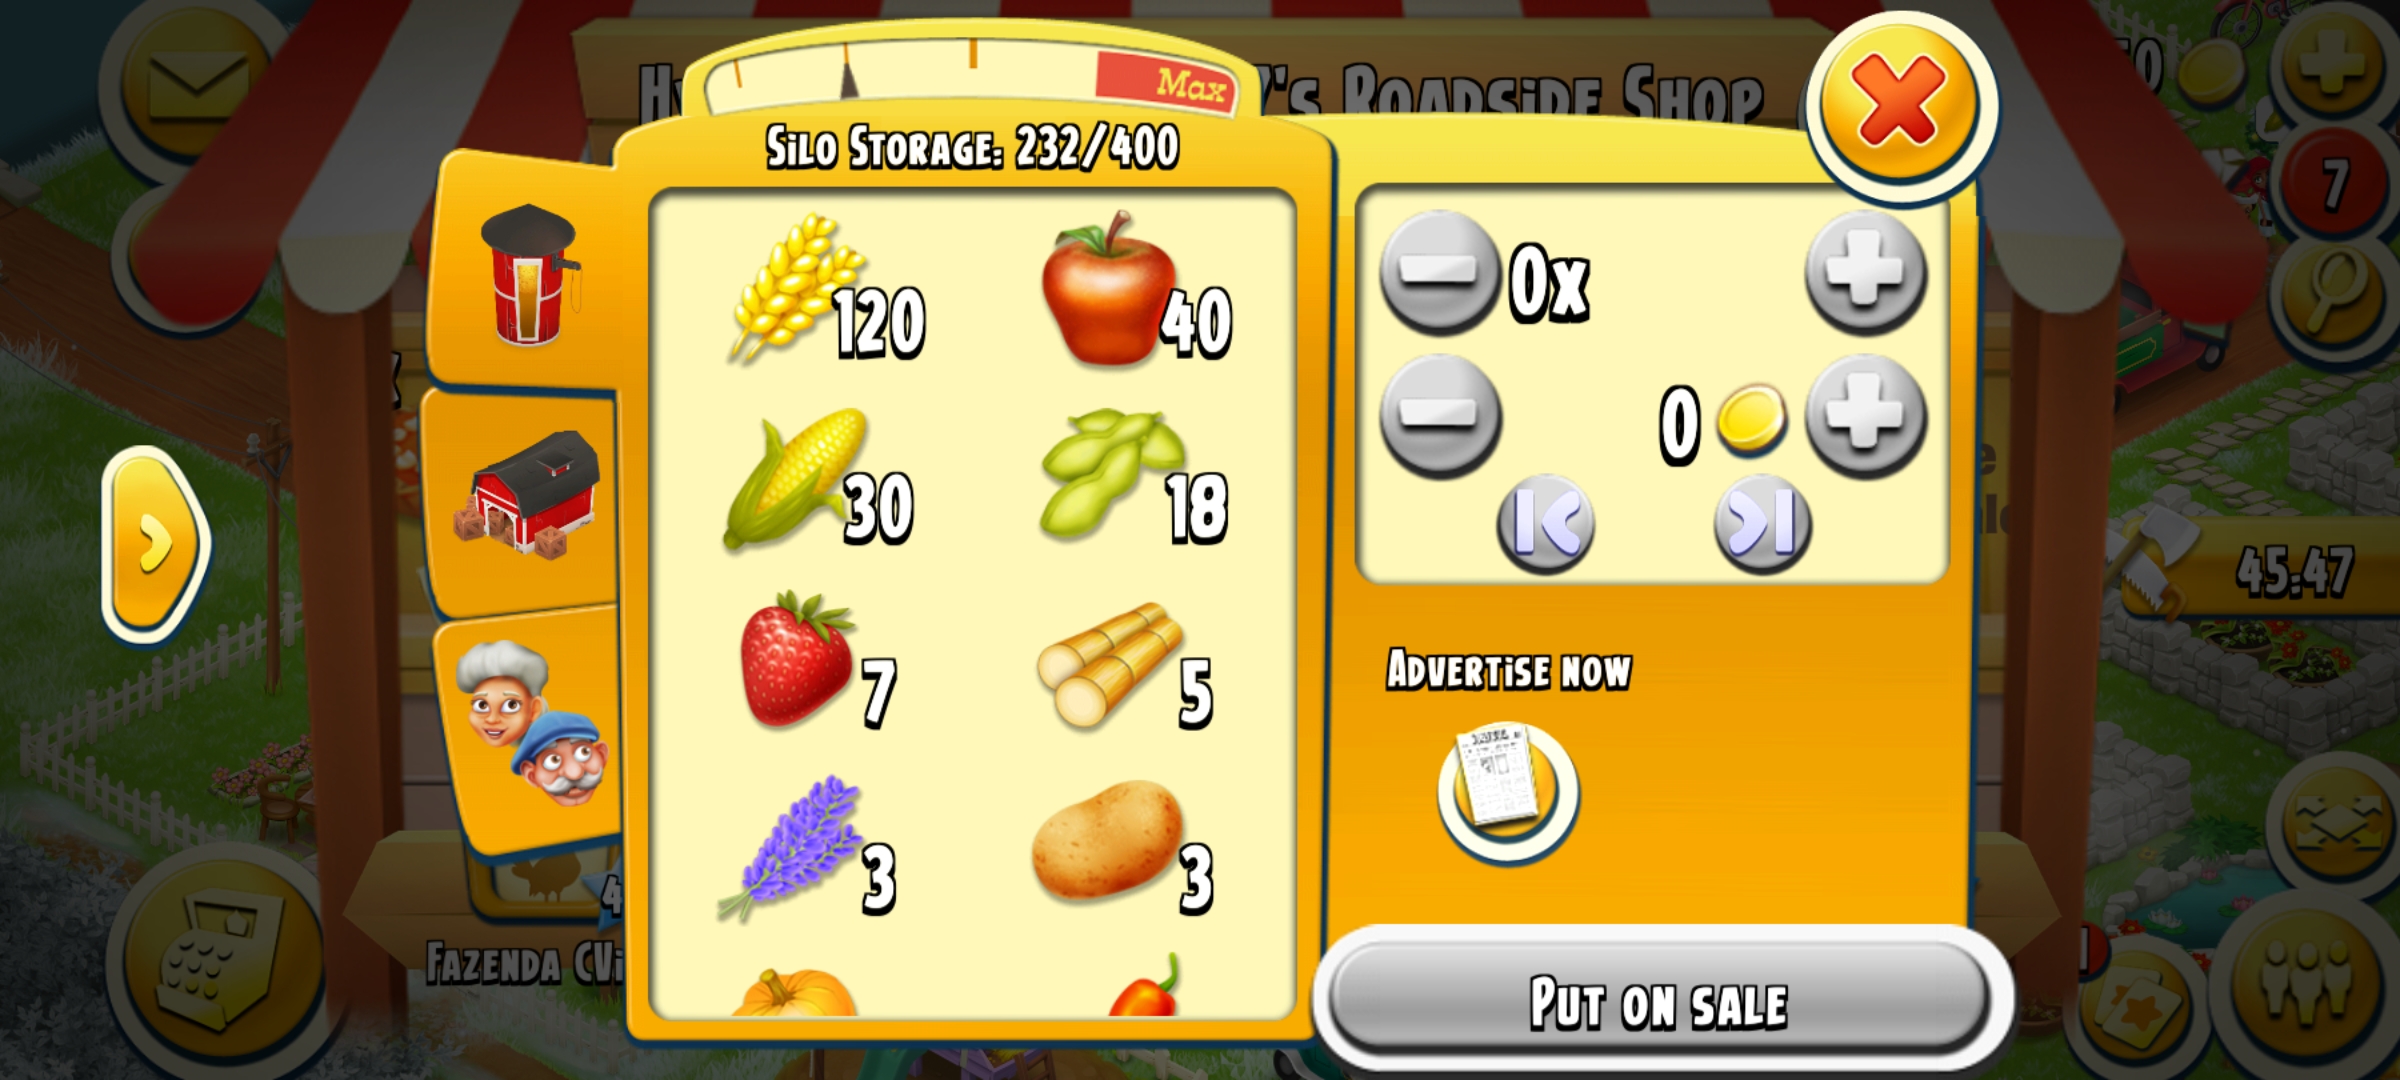 Max
's Roadside Shop
Silo Storage: 232/400
7
120
40
0x
30
18
0
45:47
7
5
Advertise now
3
3
Fazenda CVi
Put on sale